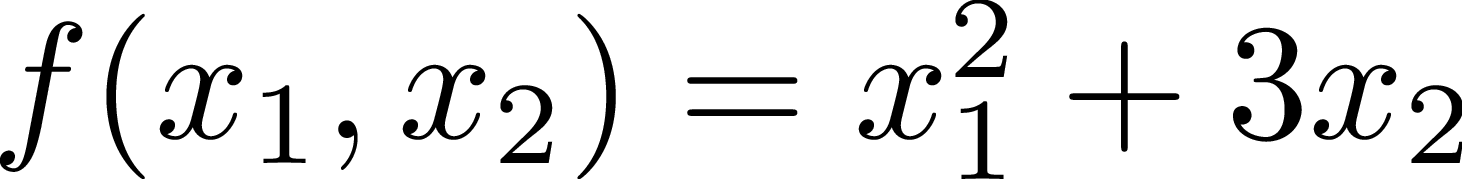 f(x_1, x_2) = x_1^2 + 3x_2